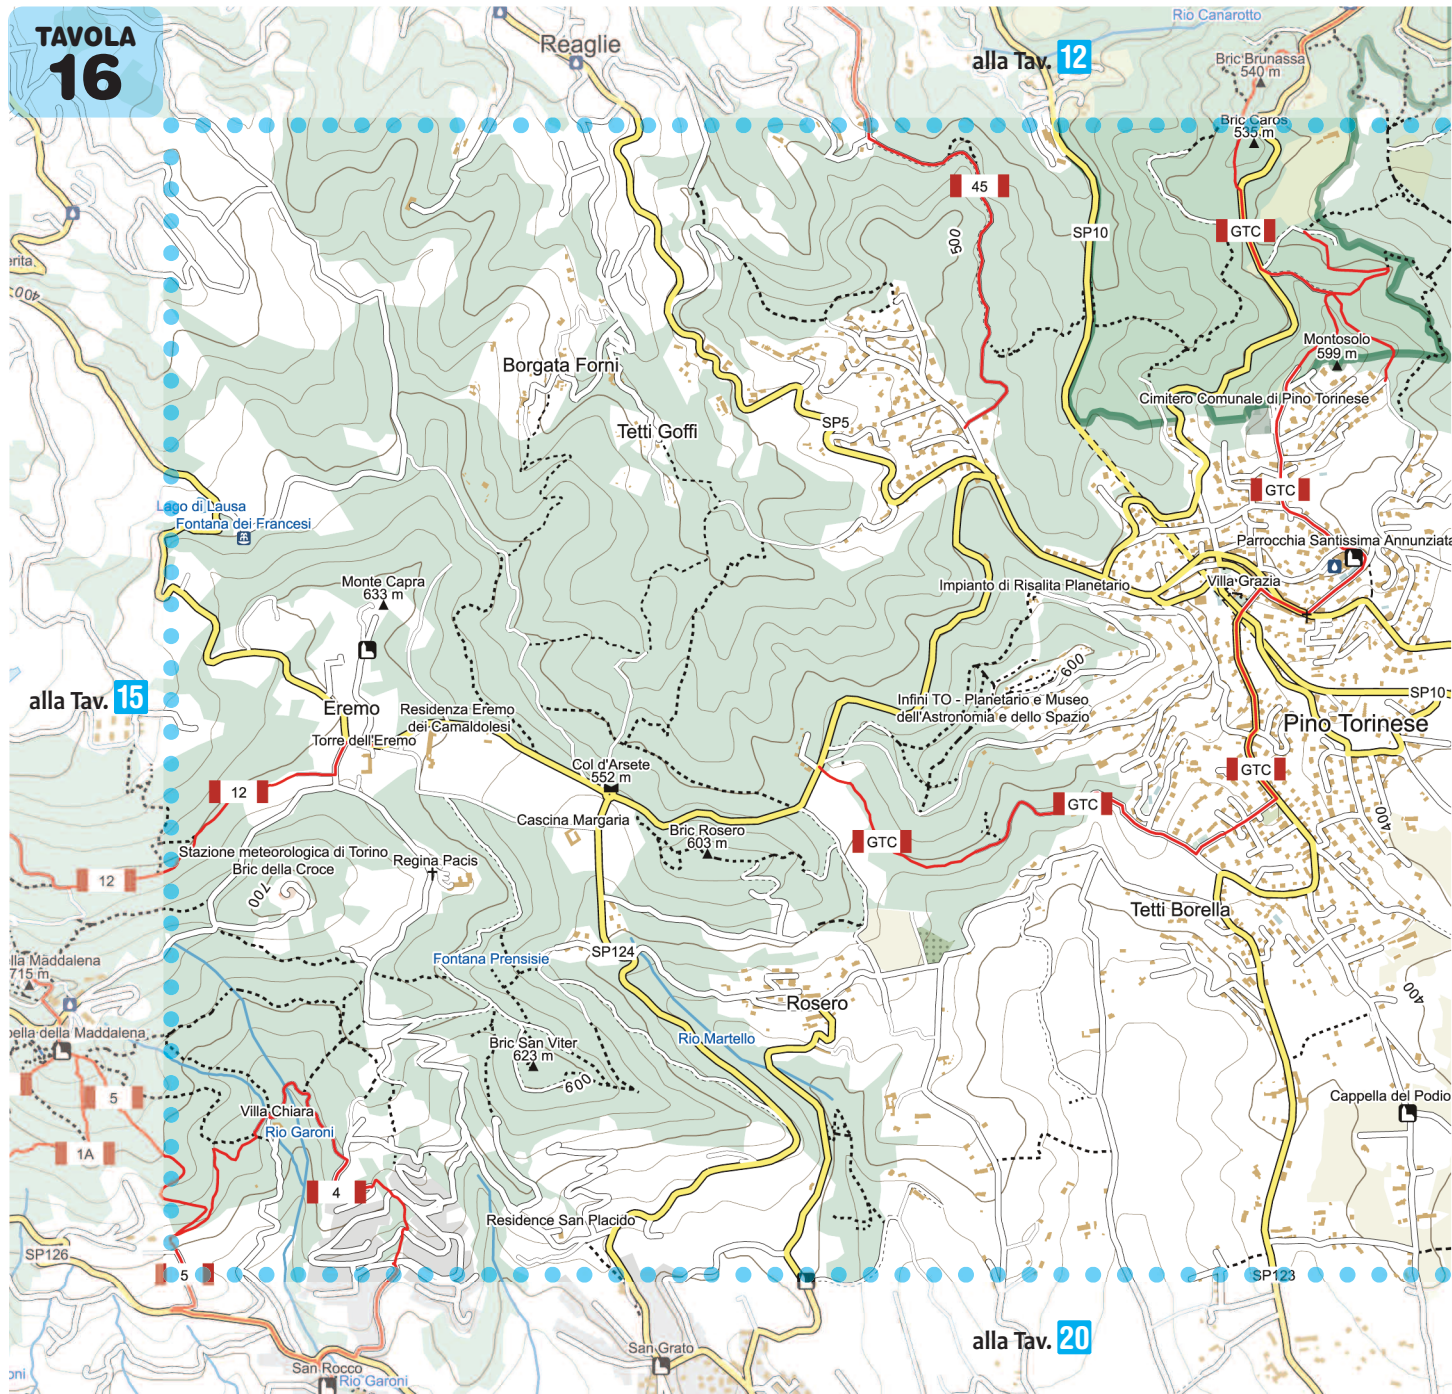 TAVOLA
16
Reaglie
alla Tav. 12
Rio Canarotto
Bric Brunassa
540 m
Bric Caros
535 m
45
500
SP10
GTC
erita
400
Borgata Forni
Montosolo
599 m
Cimitero Comunale di Pino Torinese
SP5
Tetti Goffi
GTC
Lago di Lausa
Fontana dei Francesi
Parrocchia Santissima Annunziata
Monte Capra
633 m
Impianto di Risalita Planetario
Villa Grazia
600
alla Tav. 15
Eremo
Residenza Eremo
dei Camaldolesi
Infini TO - Planetario e Museo
dell'Astronomia e dello Spazio
SP10
Pino Torinese
Torre dell'Eremo
Col d'Arsete
552 m
GTC
12
Cascina Margaria
GTC
400
Bric Rosero
603 m
GTC
Stazione meteorologica di Torino
Bric della Croce
Regina Pacis
12
700
Tetti Borella
SP124
Fontana Prensisie
lla Maddalena
715 m
Rosero
400
pella della Maddalena
Rio Martello
Bric San Viter
623 m
600
5
Villa Chiara
Cappella del Podio
Rio Garoni
1A
4
Residence San Placido
SP126
5
SP123
alla Tav. 20
San Grato
San Rocco
Rio Garoni
oni